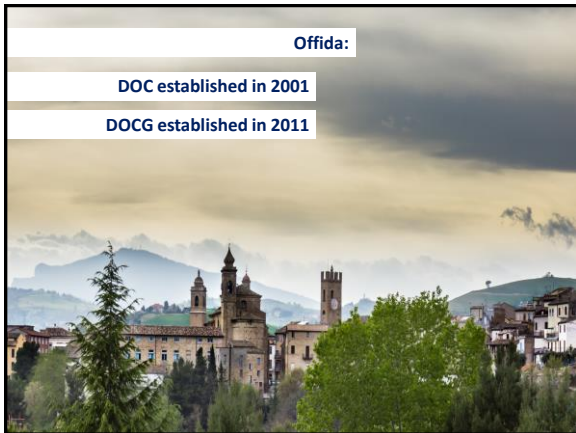 Offida:
DOC established in 2001
DOCG established in 2011